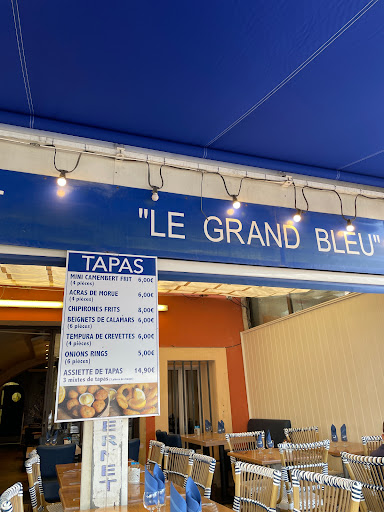 "LE GRAND BLEU"
TAPAS
MINI CAMEMBERT FRIT 6,00€
(4 pièces)
ACRAS DE MORUE 6,00€
(4 pièces)
CHIPIRONES FRITS 8,00€
BEIGNETS DE CALAMARS 6,00€
(6 pièces)
TEMPURA DE CREVETTES 6,00€
(4 pièces)
ONIONS RINGS 5,00€
(6 pièces)
ASSIETTE DE TAPAS 14,90€
3 mixtes de tapas